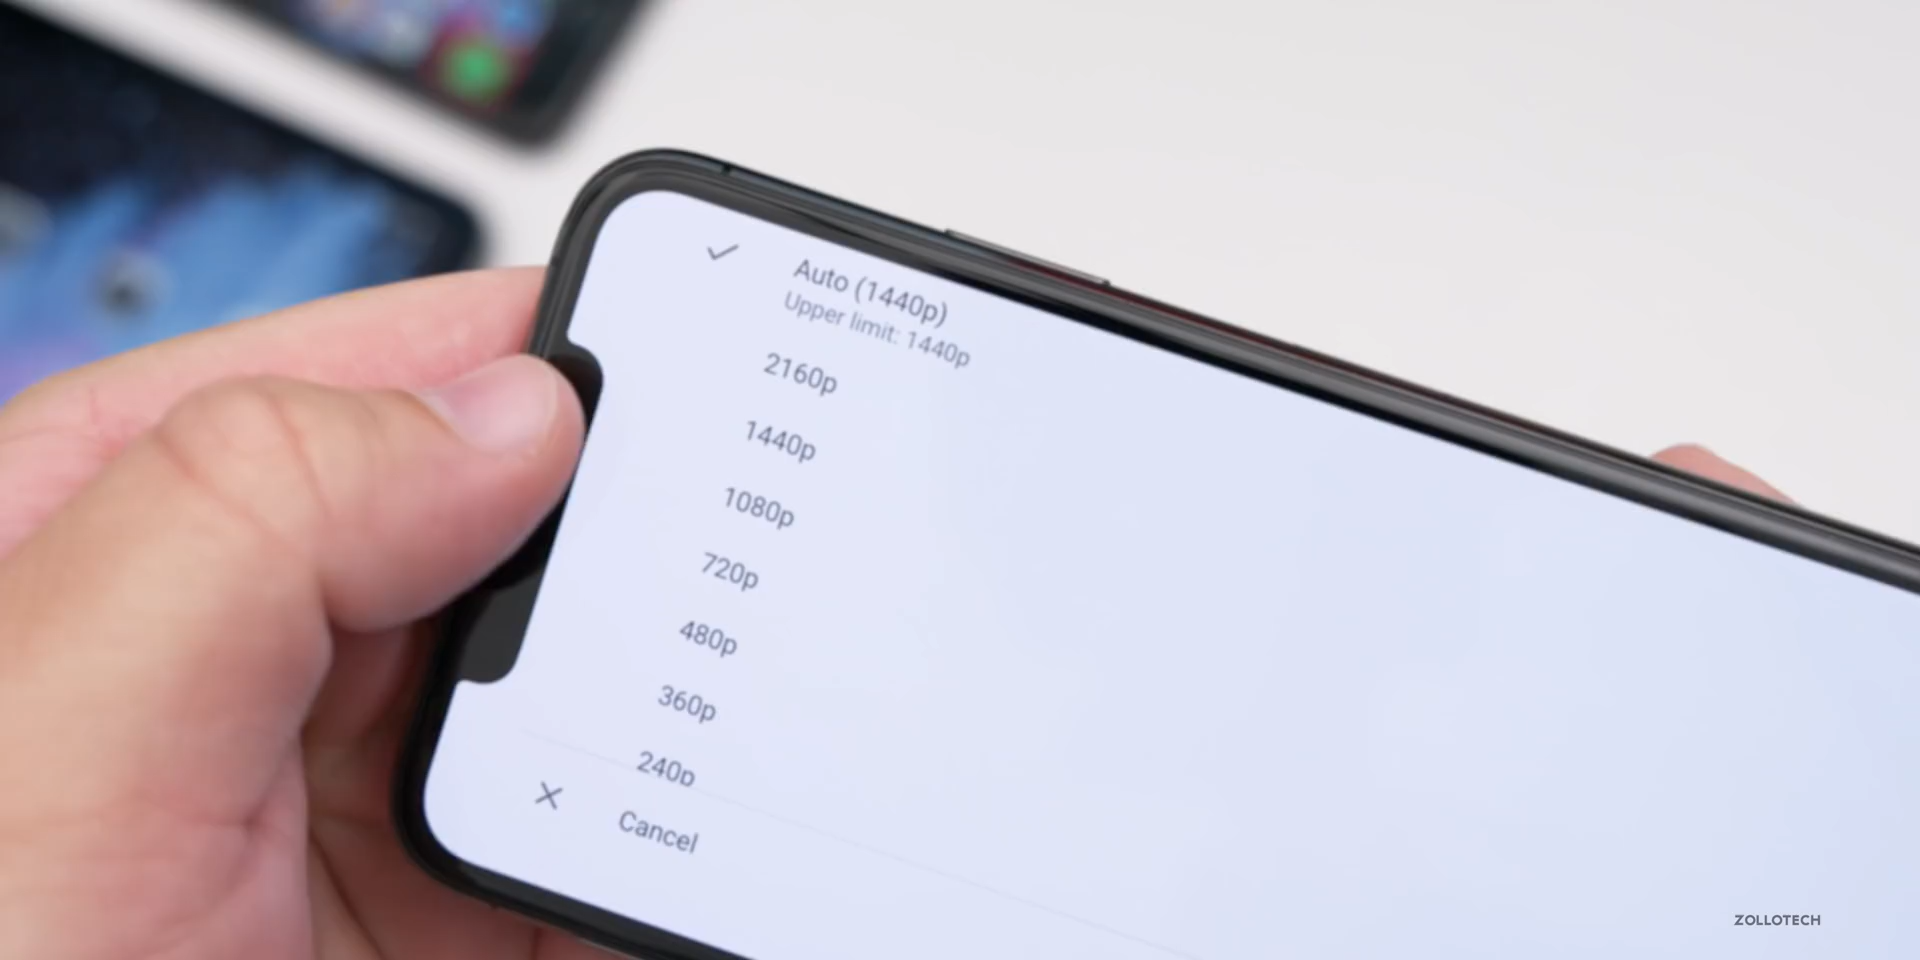 Auto (1440p)
Upper limit: 1440p
2160p
1440p
1080p
720p
480p
360p
240p
Cancel
ZOLLOTECH